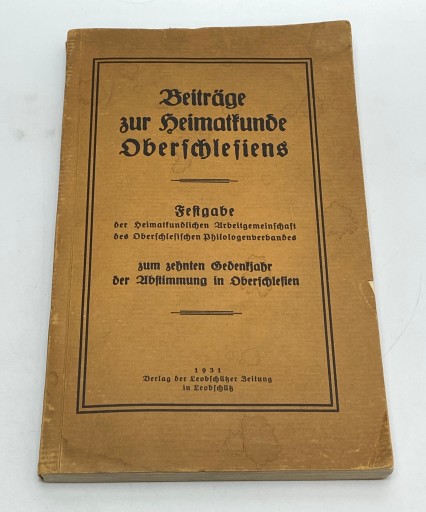 Beiträge
zur Heimatkunde
Oberschlesiens
Festgabe
der Heimatkundlichen Arbeitgemeinschaft
des Oberschlesischen Philologenverbandes
zum zehnten Gedenkjahr
der Abstimmung in Oberschlesien
1931
Verlag der Leobschützer Zeitung
in Leobschütz